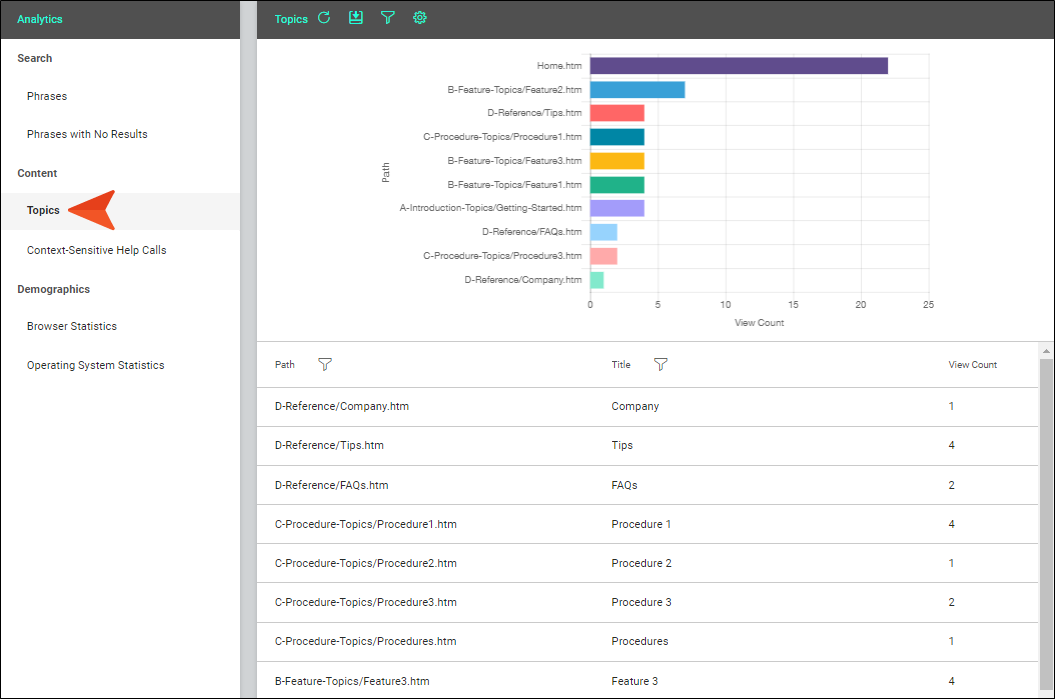 Analytics
Search
Phrases
Phrases with No Results
Content
Topics
Context-Sensitive Help Calls
Demographics
Browser Statistics
Operating System Statistics
Topics
Path
Home.htm
B-Feature-Topics/Feature2.htm
D-Reference/Tips.htm
C-Procedure-Topics/Procedure1.htm
B-Feature-Topics/Feature3.htm
B-Feature-Topics/Feature1.htm
A-Introduction-Topics/Getting-Started.htm
D-Reference/FAQs.htm
C-Procedure-Topics/Procedure3.htm
D-Reference/Company.htm
0 5 10 15 20 25
View Count
Path Title View Count
D-Reference/Company.htm Company 1
D-Reference/Tips.htm Tips 4
D-Reference/FAQs.htm FAQs 2
C-Procedure-Topics/Procedure1.htm Procedure 1 4
C-Procedure-Topics/Procedure2.htm Procedure 2 1
C-Procedure-Topics/Procedure3.htm Procedure 3 2
C-Procedure-Topics/Procedures.htm Procedures 1
B-Feature-Topics/Feature3.htm Feature 3 4